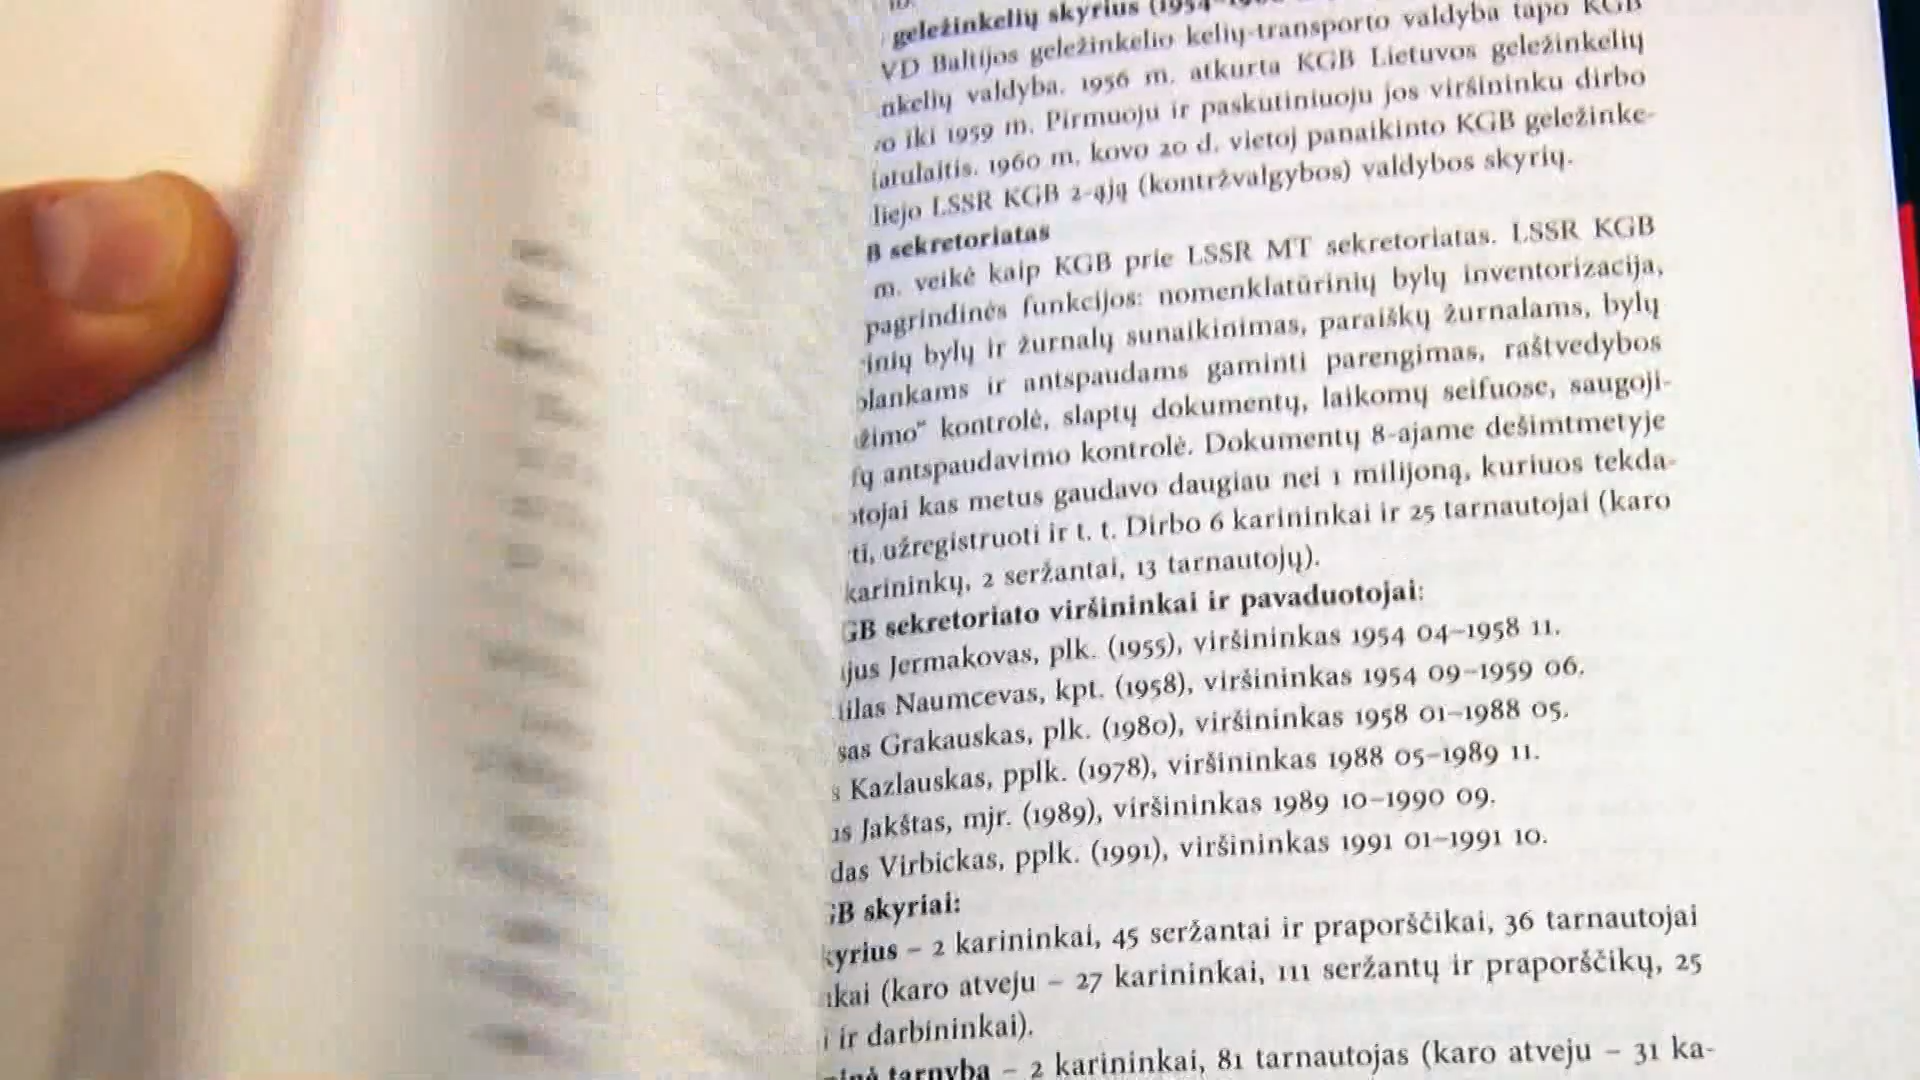 geležinkelių skyrius
VD Baltijos geležinkelio kelių-transporto valdyba tapo KGB
nkelių valdyba. 1956 m. atkurta KGB Lietuvos geležinkelių
iki 1959 m. Pirmuoju ir paskutiniuoju jos viršininku dirbo
1960 m. kovo 20 d. vietoj panaikinto KGB geležinke-
liejo LSSR KGB 2-ąją (kontržvalgybos) valdybos skyrių.
B sekretoriatas
m. veikė kaip KGB prie LSSR MT sekretoriatas. LSSR KGB
pagrindinės funkcijos: nomenklatūrinių bylų inventorizacija,
inių bylų ir žurnalų sunaikinimas, paraiškų žurnalams, bylų
lankams ir antspaudams gaminti parengimas, raštvedybos
žimo“ kontrolė, slaptų dokumentų, laikomų seifuose, saugoji-
fų antspaudavimo kontrolė. Dokumentų 8-ajame dešimtmetyje
otojai kas metus gaudavo daugiau nei 1 milijoną, kuriuos tekda-
ti, užregistruoti ir t. t. Dirbo 6 karininkai ir 25 tarnautojai (karo
karininkų, 2 seržantai, 13 tarnautojų).
GB sekretoriato viršininkai ir pavaduotojai:
ijus Jermakovas, plk. (1955), viršininkas 1954 04–1958 11.
ilas Naumcevas, kpt. (1958), viršininkas 1954 09–1959 06.
sas Grakauskas, plk. (1980), viršininkas 1958 01–1988 05.
s Kazlauskas, pplk. (1978), viršininkas 1988 05–1989 11.
as Jakštas, mjr. (1989), viršininkas 1989 10–1990 09.
das Virbickas, pplk. (1991), viršininkas 1991 01–1991 10.
GB skyriai:
kyrius – 2 karininkai, 45 seržantai ir praporščikai, 36 tarnautojai
kai (karo atveju – 27 karininkai, 111 seržantų ir praporščikų, 25
i ir darbininkai).
tarnyba – 2 karininkai, 81 tarnautojas (karo atveju – 31 ka-